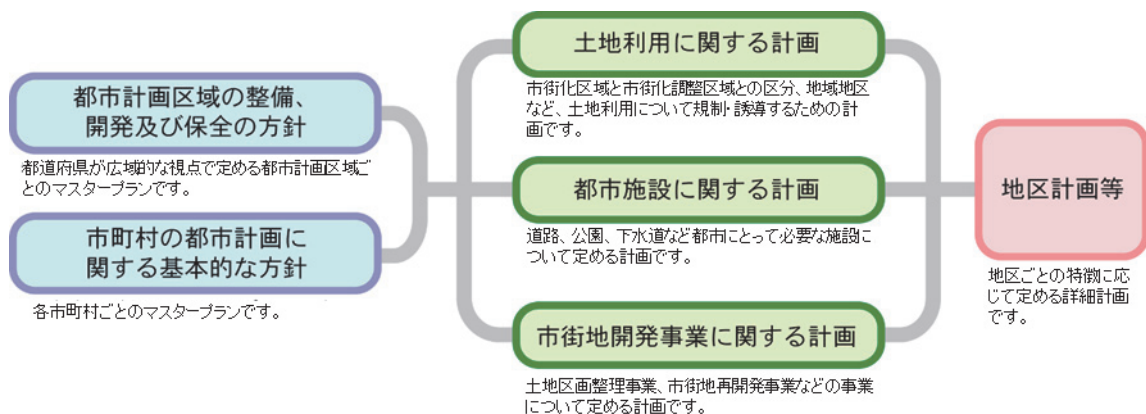 都市計画区域の整備、
開発及び保全の方針
都道府県が広域的な視点で定める都市計画区域ご
とのマスタープランです。
市町村の都市計画に
関する基本的な方針
各市町村ごとのマスタープランです。
土地利用に関する計画
市街化区域と市街化調整区域との区分、地域地区
など、土地利用について規制・誘導するための計
画です。
都市施設に関する計画
道路、公園、下水道など都市にとって必要な施設に
ついて定める計画です。
市街地開発事業に関する計画
土地区画整理事業、市街地再開発事業などの事業
について定める計画です。
地区計画等
地区ごとの特徴に応
じて定める詳細計画
です。